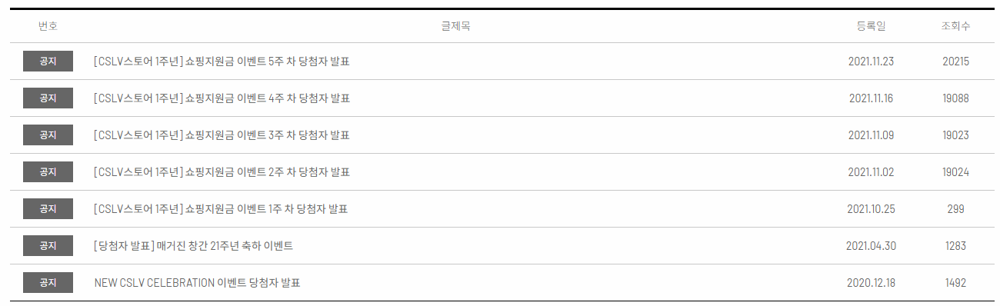 번호 글제목 등록일 조회수
공지 [CSLV스토어 1주년] 쇼핑지원금 이벤트 5주 차 당첨자 발표 2021.11.23 20215
공지 [CSLV스토어 1주년] 쇼핑지원금 이벤트 4주 차 당첨자 발표 2021.11.16 19088
공지 [CSLV스토어 1주년] 쇼핑지원금 이벤트 3주 차 당첨자 발표 2021.11.09 19023
공지 [CSLV스토어 1주년] 쇼핑지원금 이벤트 2주 차 당첨자 발표 2021.11.02 19024
공지 [CSLV스토어 1주년] 쇼핑지원금 이벤트 1주 차 당첨자 발표 2021.10.25 299
공지 [당첨자 발표] 매거진 창간 21주년 축하 이벤트 2021.04.30 1283
공지 NEW CSLV CELEBRATION 이벤트 당첨자 발표 2020.12.18 1492